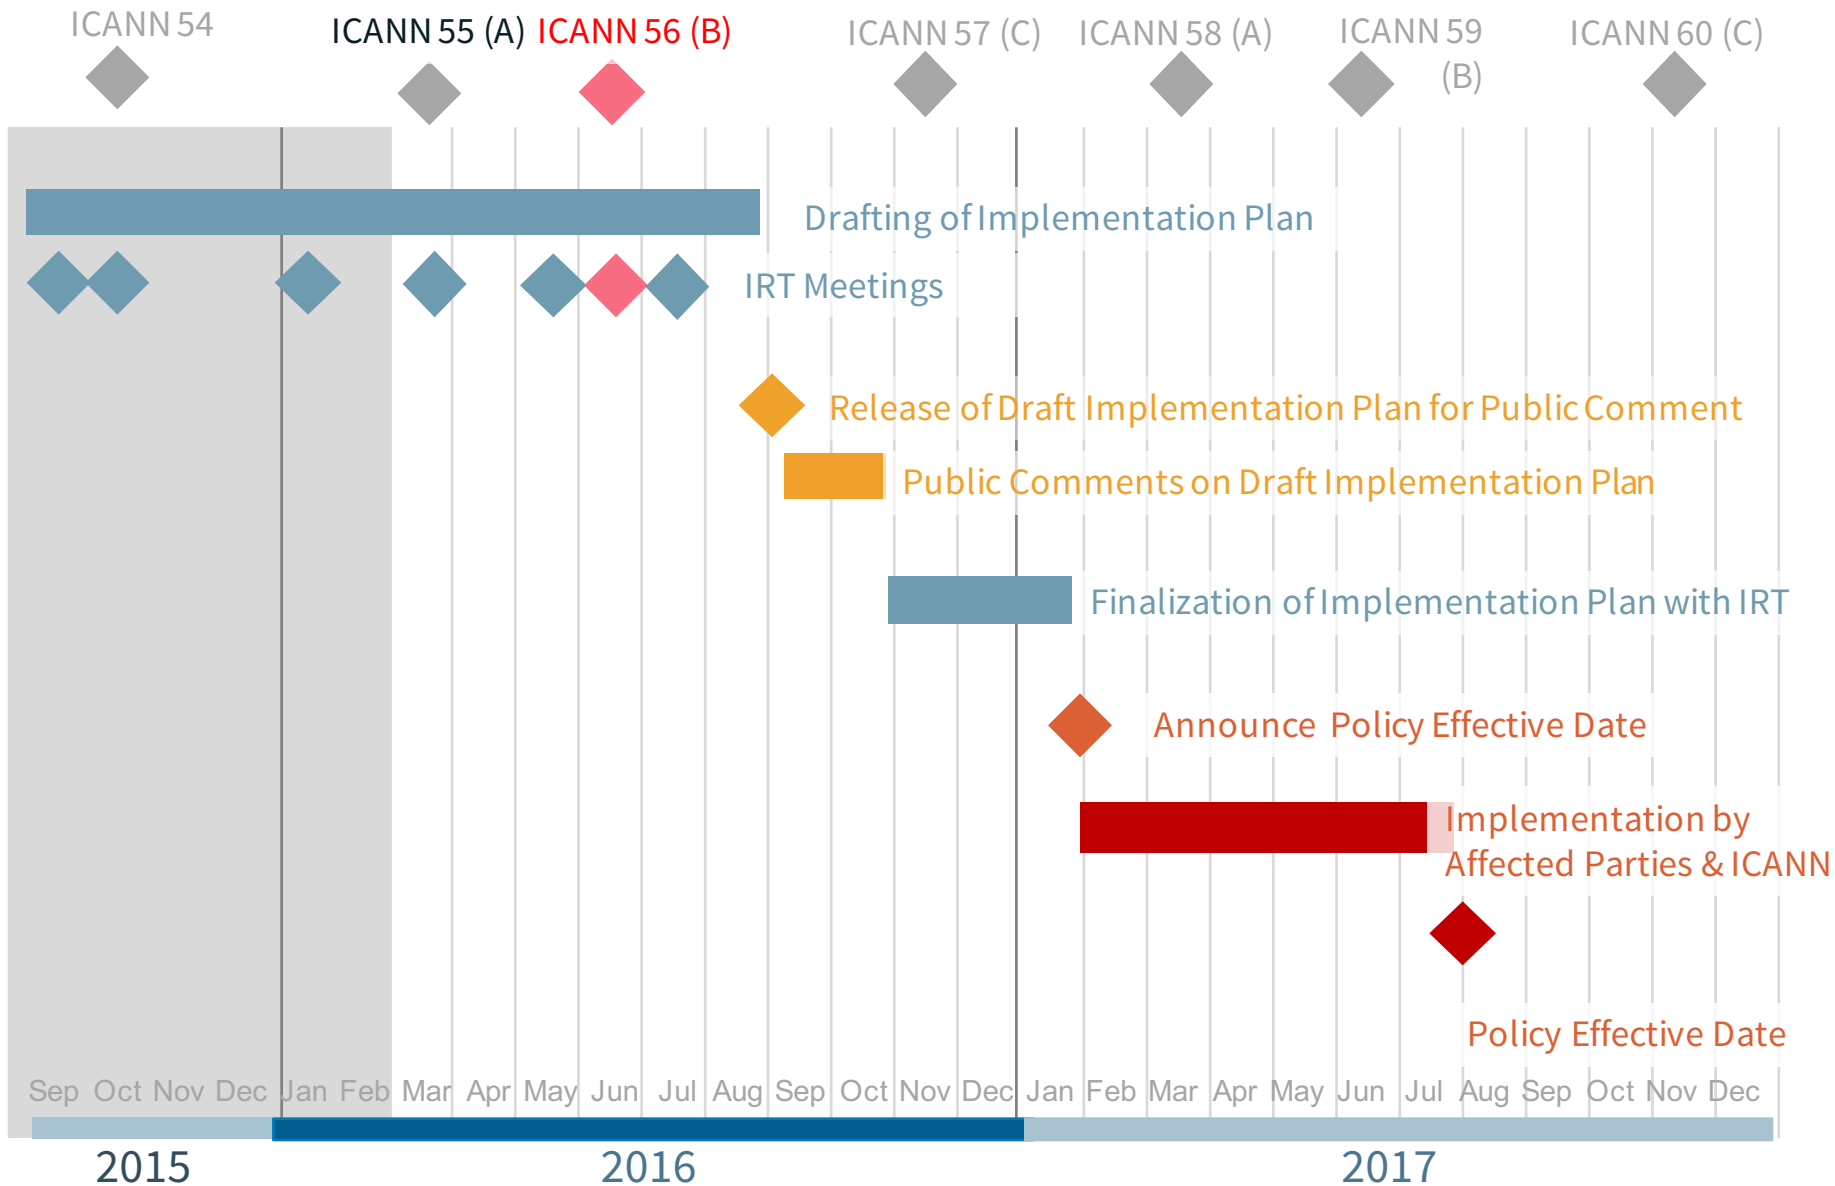 ICANN 54
ICANN 55 (A)
ICANN 56 (B)
ICANN 57 (C)
ICANN 58 (A)
ICANN 59
(B)
ICANN 60 (C)
Drafting of Implementation Plan
IRT Meetings
Release of Draft Implementation Plan for Public Comment
Public Comments on Draft Implementation Plan
Finalization of Implementation Plan with IRT
Announce Policy Effective Date
Implementation by
Affected Parties & ICANN
Policy Effective Date
Sep Oct Nov Dec Jan Feb Mar Apr May Jun Jul Aug Sep Oct Nov Dec Jan Feb Mar Apr May Jun Jul Aug Sep Oct Nov Dec
2015 2016 2017